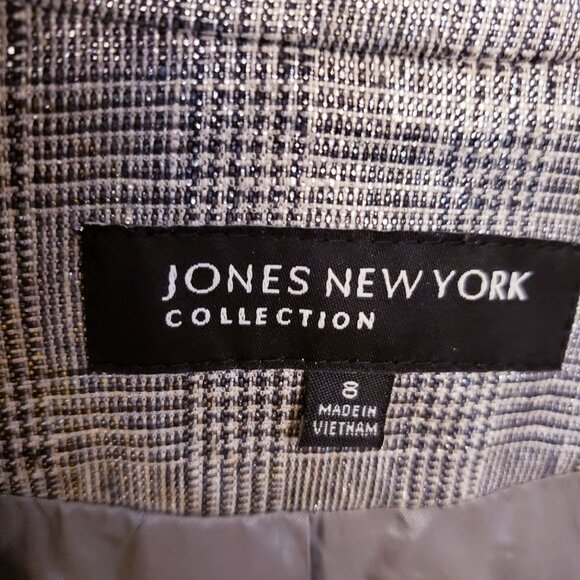 JONES NEW YORK
COLLECTION
8
MADE IN
VIETNAM